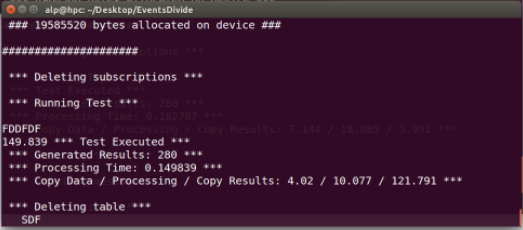 alp@hpc: ~/Desktop/EventsDivide
### 19585520 bytes allocated on device ###
#####################
*** Deleting subscriptions ***
*** Running Test ***
FDDFDF
149.839 *** Test Executed ***
*** Generated Results: 280 ***
*** Processing Time: 0.149839 ***
*** Copy Data / Processing / Copy Results: 4.02 / 10.077 / 121.791 ***
*** Deleting table ***
SDF